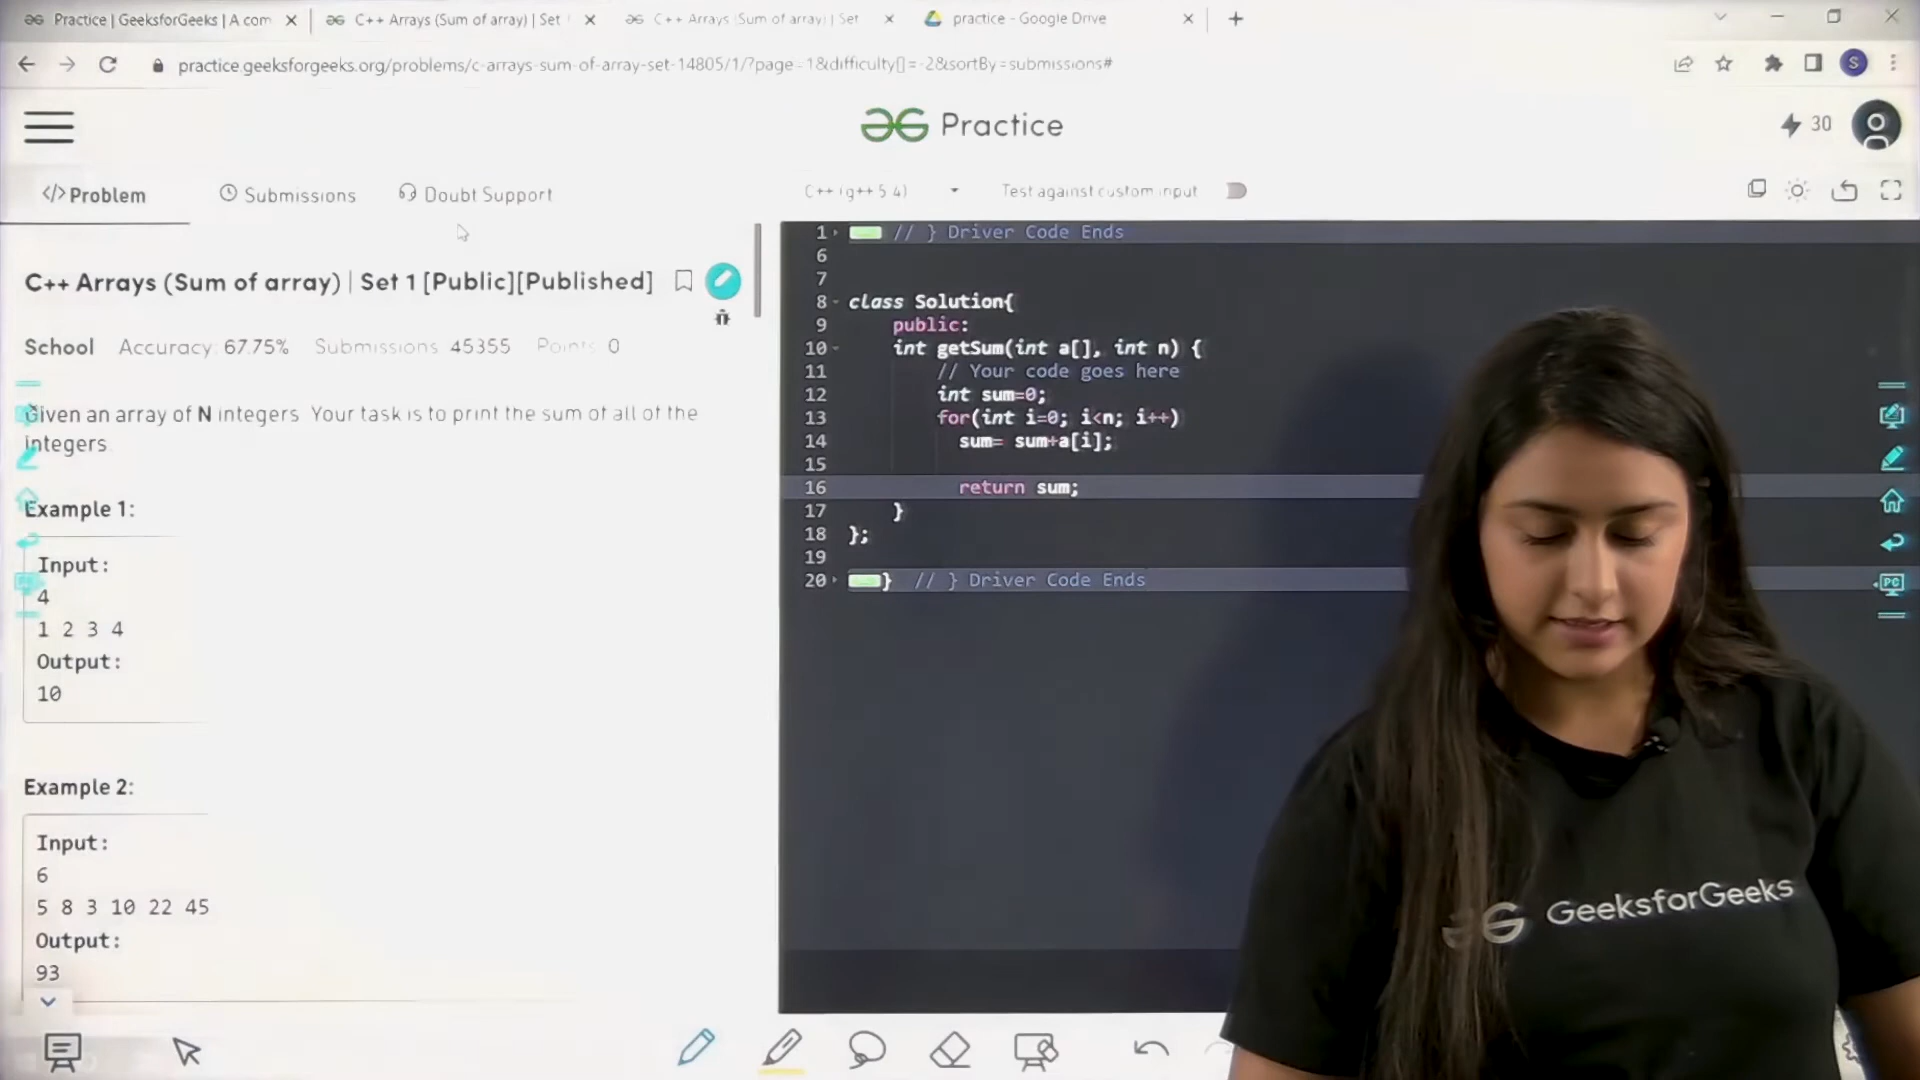 Practice | GeeksforGeeks | A com
C++ Arrays (Sum of array) | Set
C++ Arrays (Sum of array) | Set
practice - Google Drive
practice.geeksforgeeks.org/problems/c-arrays-sum-of-array-set-14805/1/?page=1&difficulty[]=-2&sortBy=submissions#
S
Practice
30
</> Problem
Submissions
Doubt Support
C++ (g++ 5.4)
Test against custom input
C++ Arrays (Sum of array) | Set 1 [Public][Published]
School Accuracy: 67.75% Submissions 45355 Points 0
Given an array of N integers Your task is to print the sum of all of the
integers
Example 1:
Input:
4
1 2 3 4
Output:
10
Example 2:
Input:
6
5 8 3 10 22 45
Output:
93
1 // } Driver Code Ends
6
7
8 class Solution{
9 public:
10 int getSum(int a[], int n) {
11 // Your code goes here
12 int sum=0;
13 for(int i=0; i<n; i++)
14 sum= sum+a[i];
15
16 return sum;
17 }
18 };
19
20 } // } Driver Code Ends
PC
GeeksforGeeks